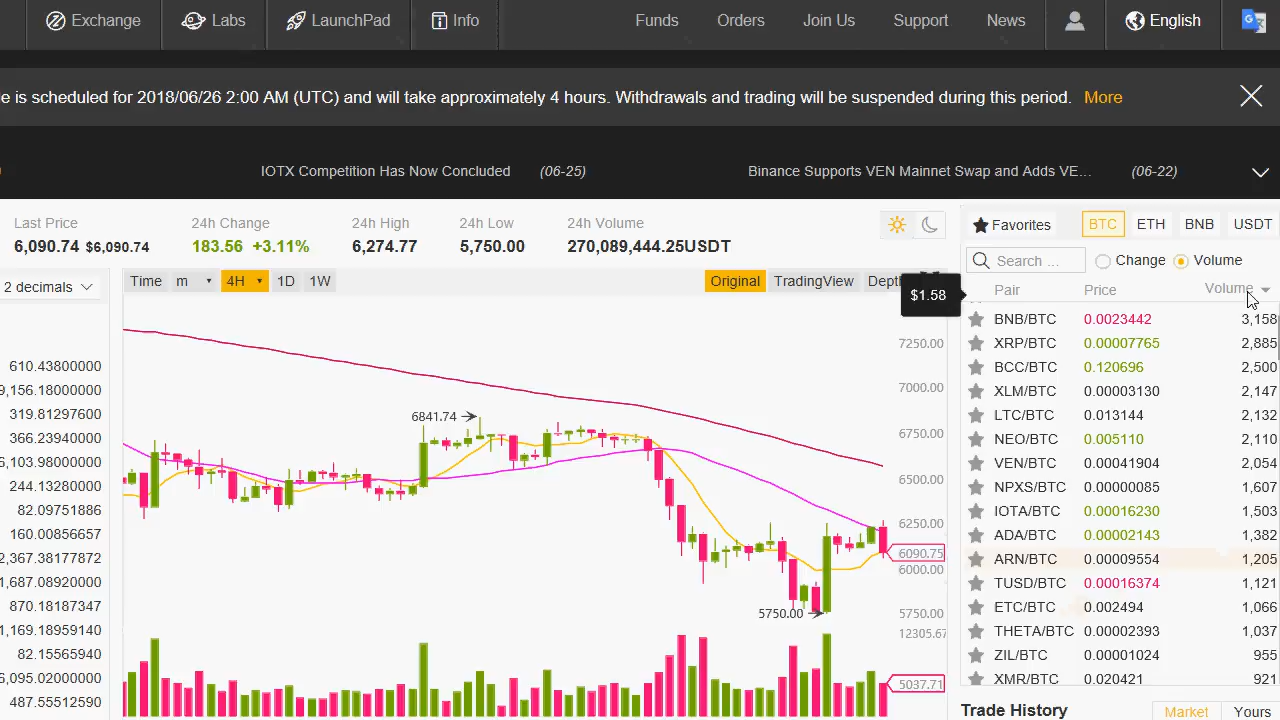 Exchange Labs LaunchPad Info Funds Orders Join Us Support News English
e is scheduled for 2018/06/26 2:00 AM (UTC) and will take approximately 4 hours. Withdrawals and trading will be suspended during this period. More
IOTX Competition Has Now Concluded (06-25) Binance Supports VEN Mainnet Swap and Adds VE... (06-22)
Last Price 24h Change 24h High 24h Low 24h Volume
6,090.74 $6,090.74 183.56 +3.11% 6,274.77 5,750.00 270,089,444.25USDT
Favorites BTC ETH BNB USDT
Search ... Change Volume
2 decimals Time m 4H 1D 1W Original TradingView
$1.58
Pair Price Volume
BNB/BTC 0.0023442 3,158
XRP/BTC 0.00007765 2,885
BCC/BTC 0.120696 2,500
XLM/BTC 0.00003130 2,147
LTC/BTC 0.013144 2,132
NEO/BTC 0.005110 2,110
VEN/BTC 0.00041904 2,054
NPXS/BTC 0.00000085 1,607
IOTA/BTC 0.00016230 1,503
ADA/BTC 0.00002143 1,382
ARN/BTC 0.00009554 1,205
TUSD/BTC 0.00016374 1,121
ETC/BTC 0.002494 1,066
THETA/BTC 0.00002393 1,037
ZIL/BTC 0.00001024 955
XMR/BTC 0.020421 921
610.43800000
9,156.18000000
319.81297600
366.23940000
6,103.98000000
244.13280000
82.09751886
160.00856657
2,387.37381872
1,687.08920000
870.18187347
1,169.18959140
82.15565940
6,095.02000000
487.55512590
7250.00
7000.00
6841.74
6750.00
6500.00
6250.00
6090.75
6000.00
5750.00
5750.00
12305.67
5037.71
Trade History Market Yours